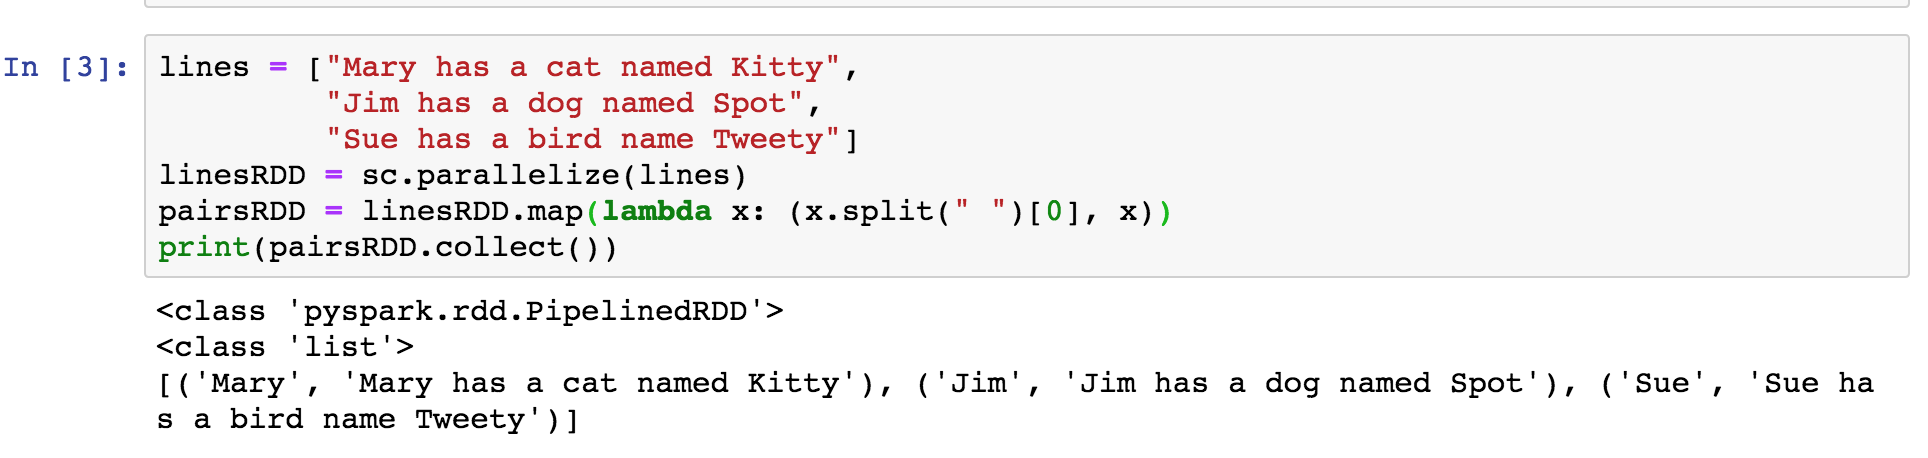 In [3]: lines = ["Mary has a cat named Kitty",
"Jim has a dog named Spot",
"Sue has a bird name Tweety"]
linesRDD = sc.parallelize(lines)
pairsRDD = linesRDD.map(lambda x: (x.split(" ")[0], x))
print(pairsRDD.collect())
<class 'pyspark.rdd.PipelinedRDD'>
<class 'list'>
[('Mary', 'Mary has a cat named Kitty'), ('Jim', 'Jim has a dog named Spot'), ('Sue', 'Sue ha
s a bird name Tweety')]